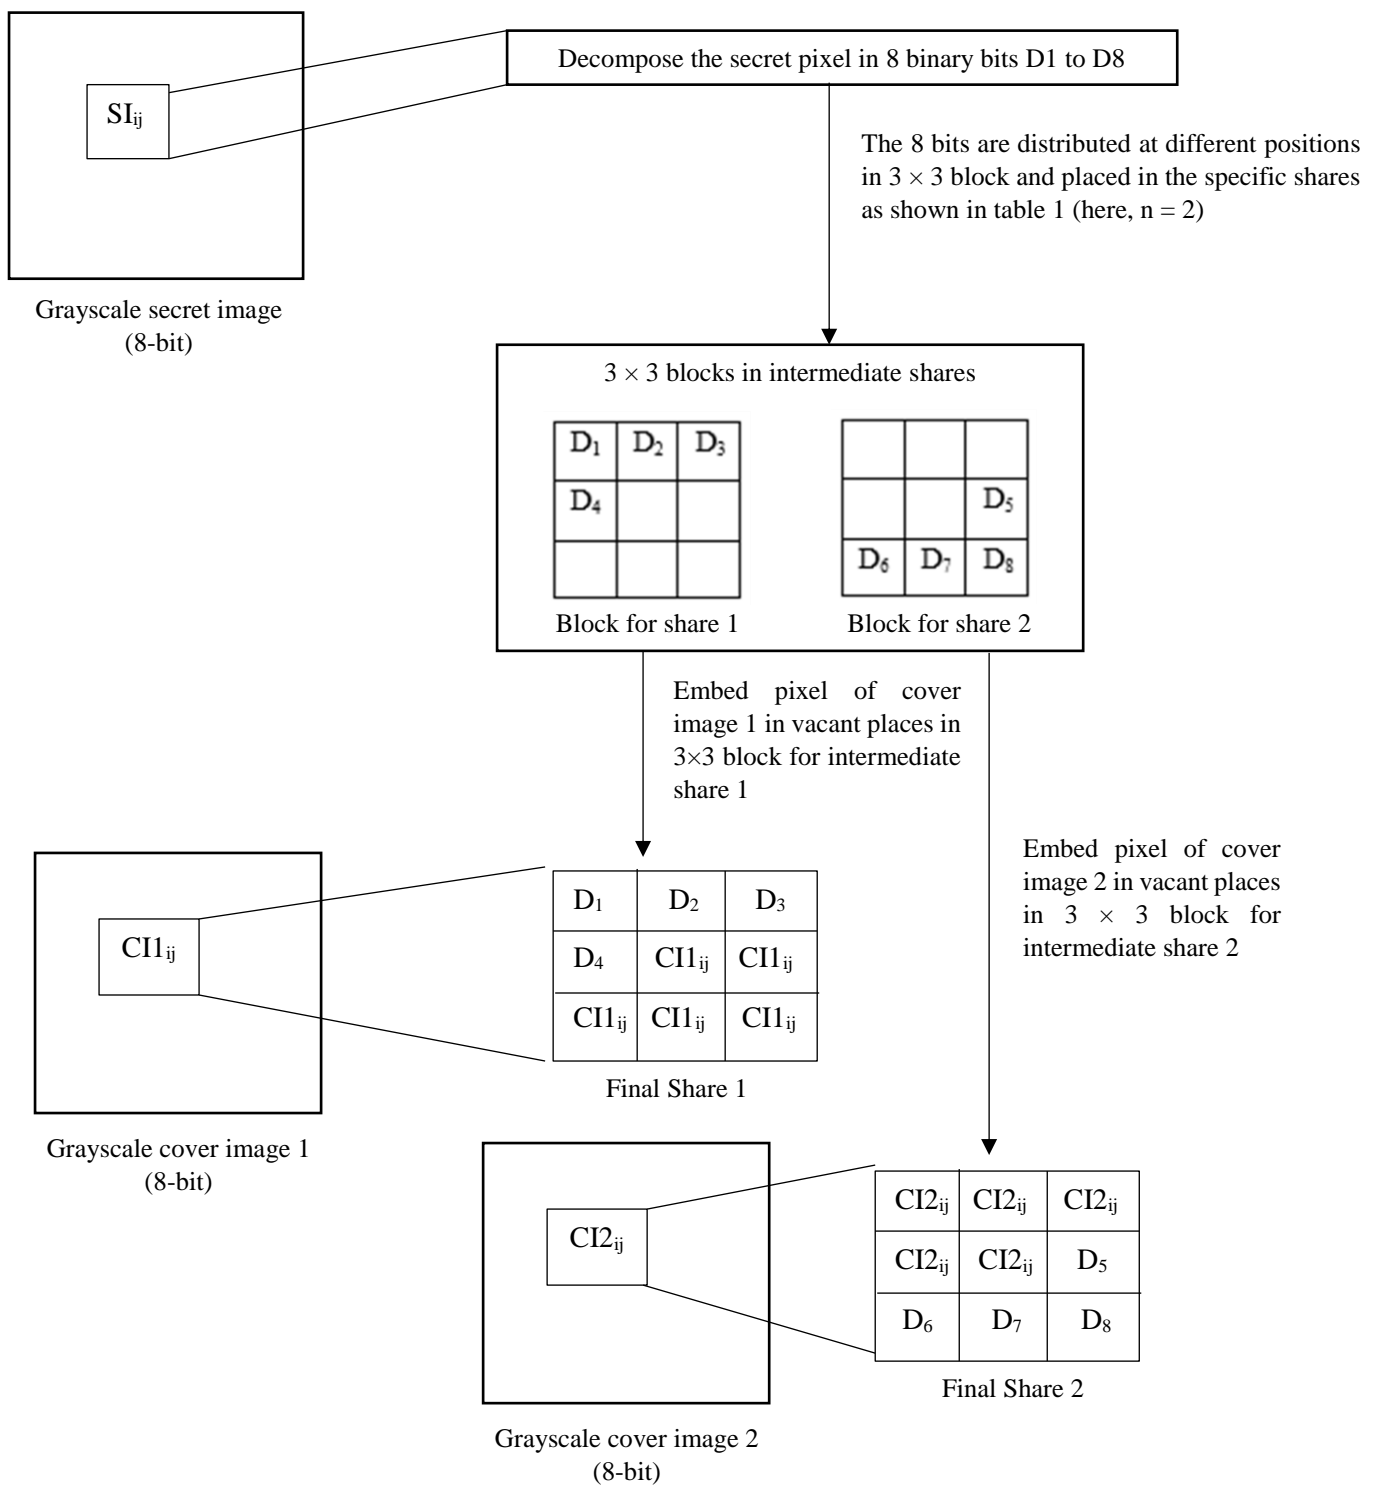 Decompose the secret pixel in 8 binary bits D1 to D8
SIij
The 8 bits are distributed at different positions
in 3 × 3 block and placed in the specific shares
as shown in table 1 (here, n = 2)
Grayscale secret image
(8-bit)
3 × 3 blocks in intermediate shares
D1 D2 D3
D4
D5
D6 D7 D8
Block for share 1
Block for share 2
Embed pixel of cover
image 1 in vacant places in
3×3 block for intermediate
share 1
Embed pixel of cover
image 2 in vacant places
in 3 × 3 block for
intermediate share 2
CI1ij
D1 D2 D3
D4 CI1ij CI1ij
CI1ij CI1ij CI1ij
Final Share 1
Grayscale cover image 1
(8-bit)
CI2ij
CI2ij CI2ij CI2ij
CI2ij CI2ij D5
D6 D7 D8
Final Share 2
Grayscale cover image 2
(8-bit)